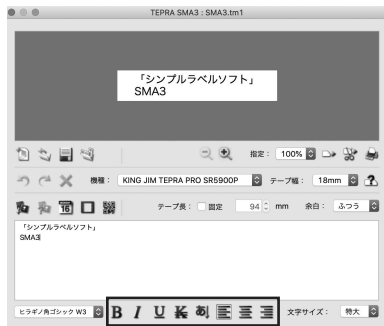 TEPRA SMA3 : SMA3.tm1
「シンプルラベルソフト」
SMA3
指定： 100%
機種： KING JIM TEPRA PRO SR5900P テープ幅： 18mm
16 テープ長： 固定 94 mm 余白： ふつう
「シンプルラベルソフト」
SMA3
ヒラギノ角ゴシック W3 B I U K あ 文字サイズ： 特大